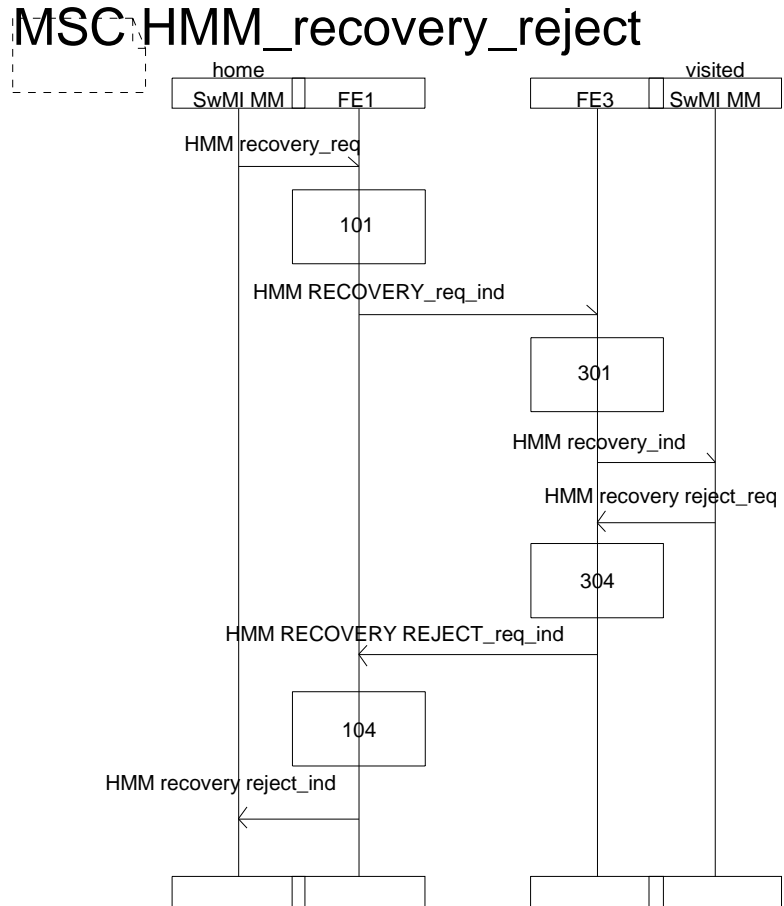 MSC HMM_recovery_reject
home
visited
SwMI MM
FE1
FE3
SwMI MM
HMM recovery_req
101
HMM RECOVERY_req_ind
301
HMM recovery_ind
HMM recovery reject_req
304
HMM RECOVERY REJECT_req_ind
104
HMM recovery reject_ind